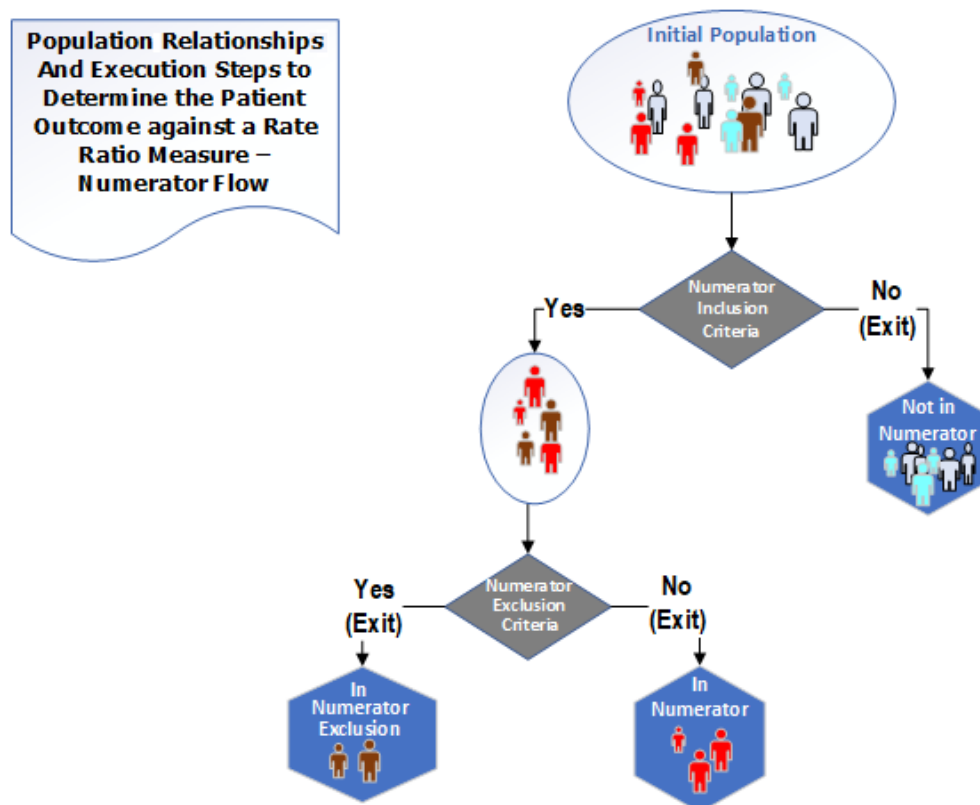 Population Relationships
And Execution Steps to
Determine the Patient
Outcome against a Rate
Ratio Measure –
Numerator Flow
Initial Population
Numerator
Inclusion
Criteria
Yes
No
(Exit)
Not in
Numerator
Numerator
Exclusion
Criteria
Yes
(Exit)
No
(Exit)
In
Numerator
Exclusion
In
Numerator